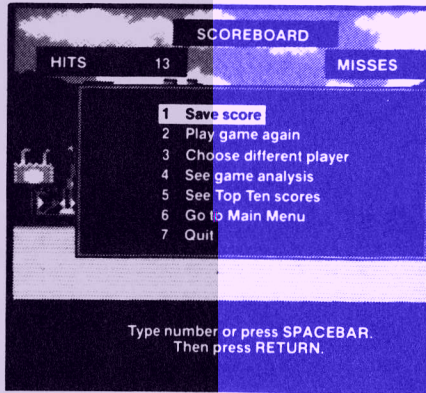 SCOREBOARD
HITS 13 MISSES
1 Save score
2 Play game again
3 Choose different player
4 See game analysis
5 See Top Ten scores
6 Go to Main Menu
7 Quit
Type number or press SPACEBAR.
Then press RETURN.